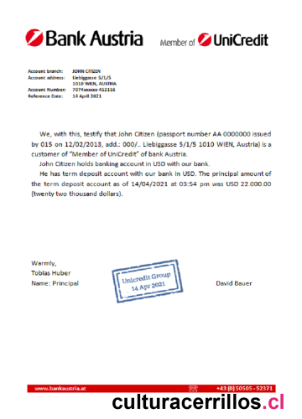 Bank Austria Member of UniCredit
Account branch: JOHN CITIZEN
Account address: Liebiggasse 5/1/5
1010 WIEN, AUSTRIA
Account Number:
Reference Date: 14 April 2021
We, with this, testify that John Citizen (passport number AA 0000000 issued
by 015 on 12/02/2013, add.: 000/.. Liebiggasse 5/1/5 1010 WIEN, Austria) is a
customer of "Member of UniCredit" of bank Austria.
John Citizen holds banking account in USD with our bank.
He has term deposit account with our bank in USD. The principal amount of
the term deposit account as of 14/04/2021 at 03:54 pm was USD 22.000.00
(twenty two thousand dollars).
Warmly,
Tobias Huber
Name: Principal
Unicredit Group
14 Apr 2021
David Bauer
www.bankaustria.at +43 (0) 50505 - 52371
culturacerrillos.cl